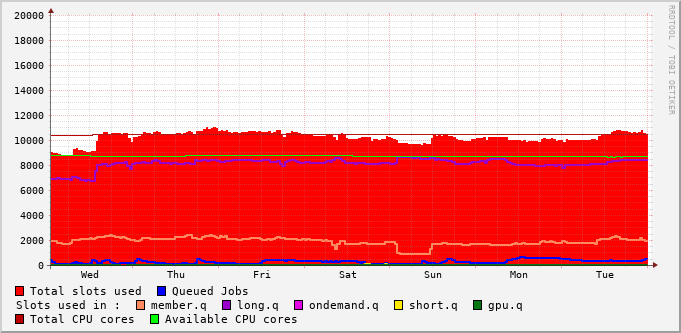 20000
18000
16000
14000
12000
10000
8000
6000
4000
2000
0
Wed Thu Fri Sat Sun Mon Tue
RRDTOOL / TOBI OETIKER
Total slots used Queued Jobs
Slots used in : member.q long.q ondemand.q short.q gpu.q
Total CPU cores Available CPU cores